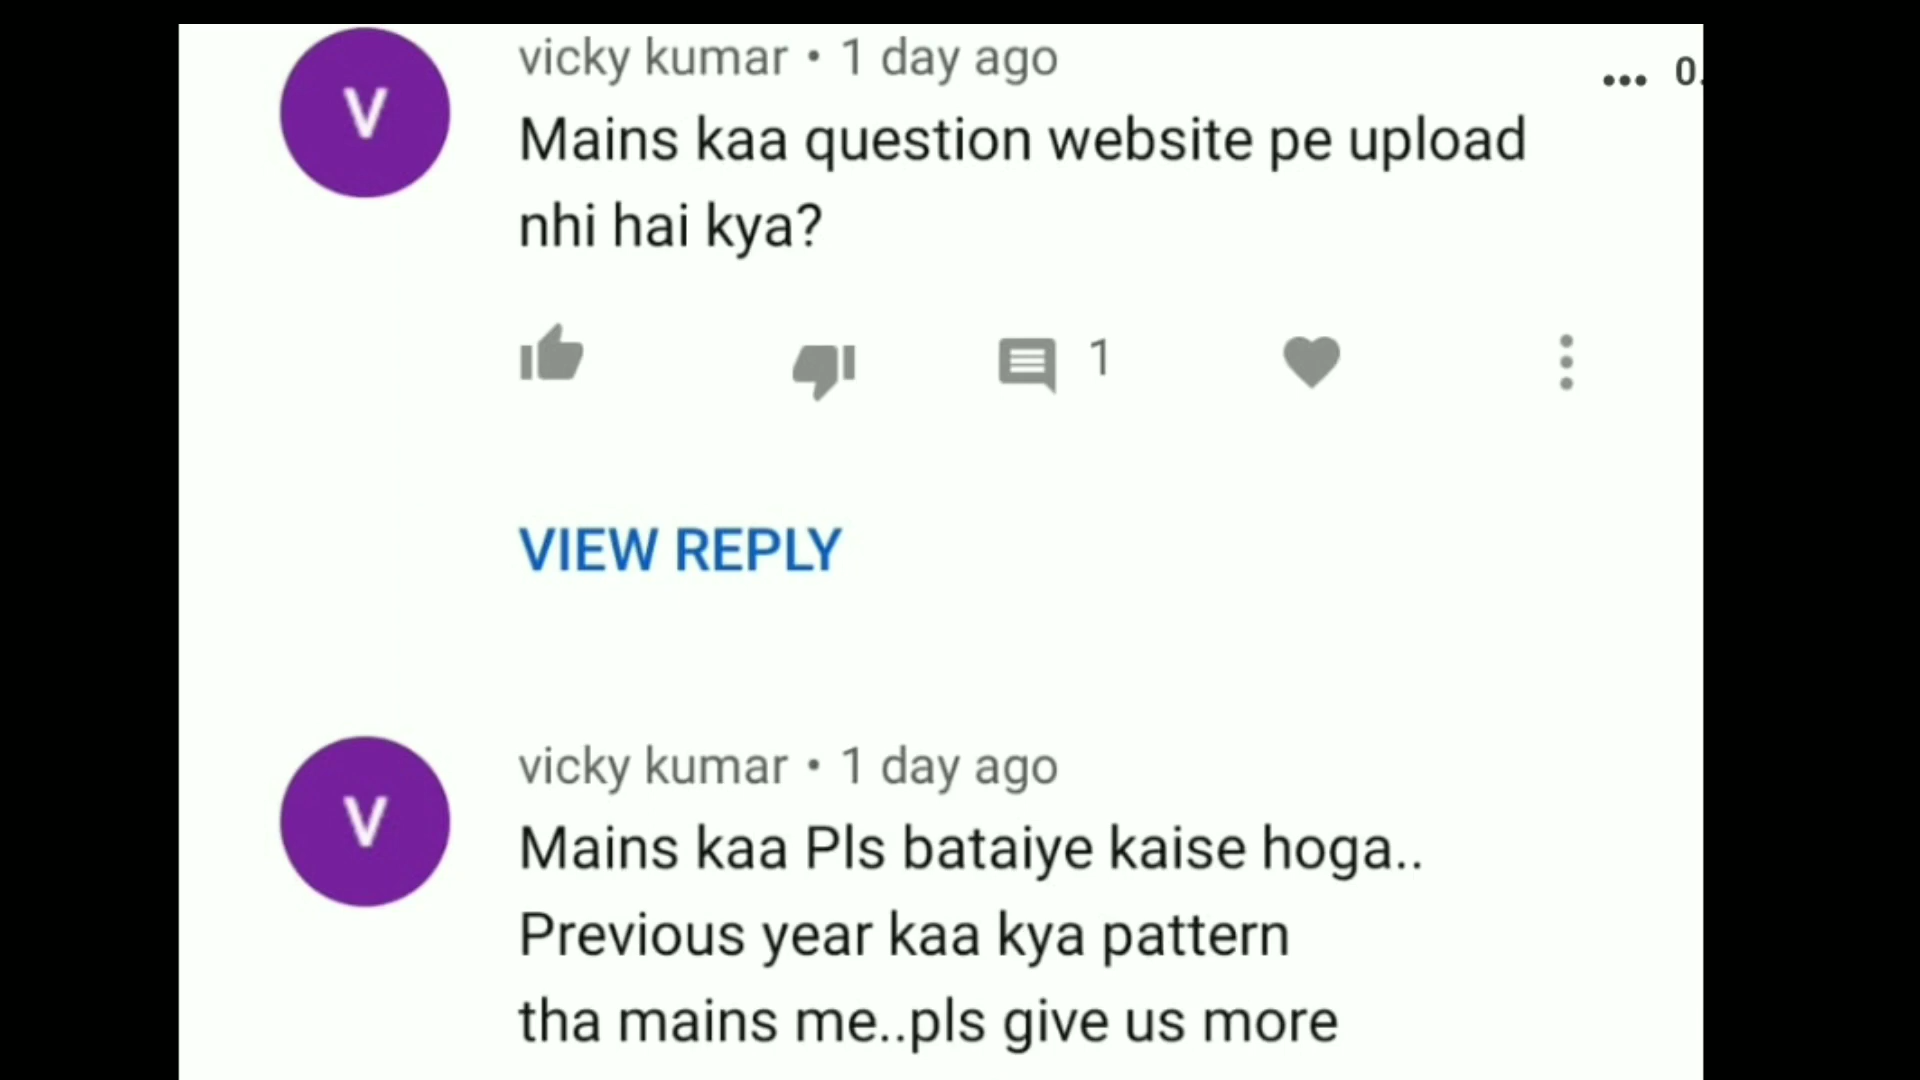 vicky kumar • 1 day ago
... 0.
Mains kaa question website pe upload
nhi hai kya?
1
VIEW REPLY
V
vicky kumar • 1 day ago
Mains kaa Pls bataiye kaise hoga..
Previous year kaa kya pattern
tha mains me..pls give us more
V